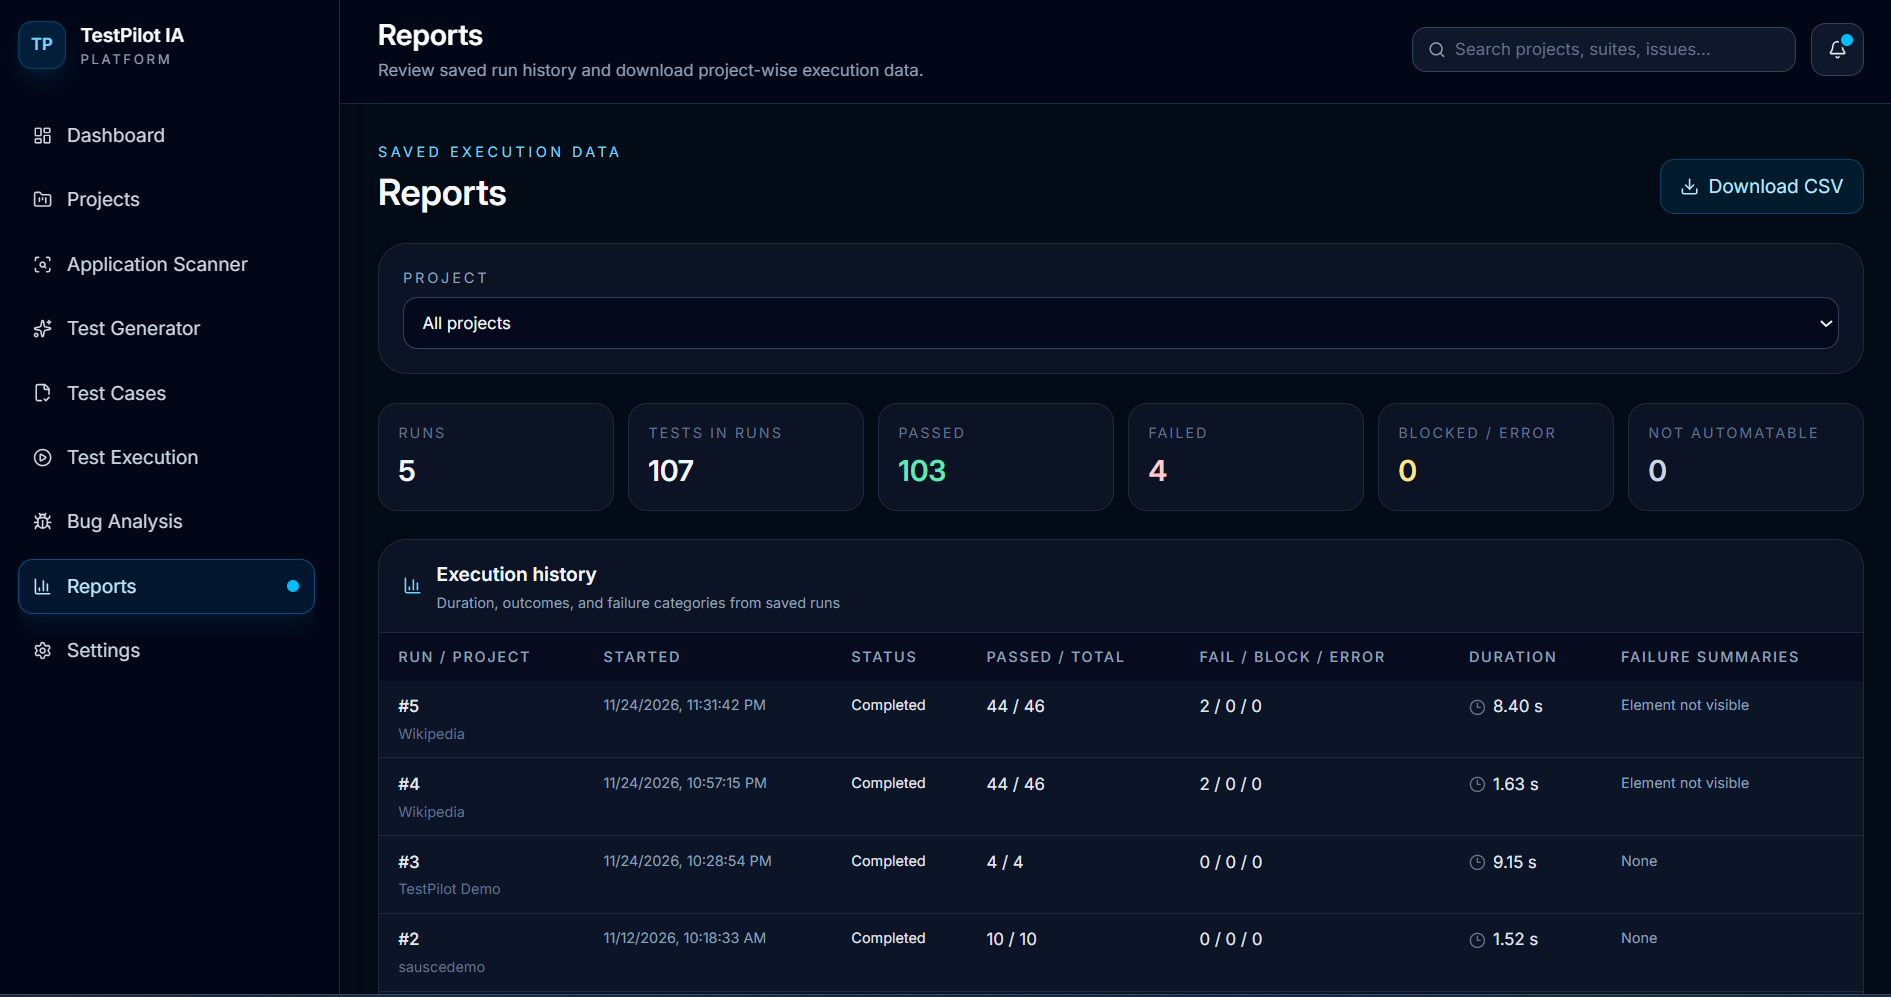 TP
TestPilot IA
PLATFORM
Dashboard
Projects
Application Scanner
Test Generator
Test Cases
Test Execution
Bug Analysis
Reports
Settings
Reports
Review saved run history and download project-wise execution data.
Search projects, suites, issues...
SAVED EXECUTION DATA
Reports
Download CSV
PROJECT
All projects
RUNS
5
TESTS IN RUNS
107
PASSED
103
FAILED
4
BLOCKED / ERROR
0
NOT AUTOMATABLE
0
Execution history
Duration, outcomes, and failure categories from saved runs
RUN / PROJECT STARTED STATUS PASSED / TOTAL FAIL / BLOCK / ERROR DURATION FAILURE SUMMARIES
#5 11/24/2026, 11:31:42 PM Completed 44 / 46 2 / 0 / 0 8.40 s Element not visible
Wikipedia
#4 11/24/2026, 10:57:15 PM Completed 44 / 46 2 / 0 / 0 1.63 s Element not visible
Wikipedia
#3 11/24/2026, 10:28:54 PM Completed 4 / 4 0 / 0 / 0 9.15 s None
TestPilot Demo
#2 11/12/2026, 10:18:33 AM Completed 10 / 10 0 / 0 / 0 1.52 s None
sauscedemo